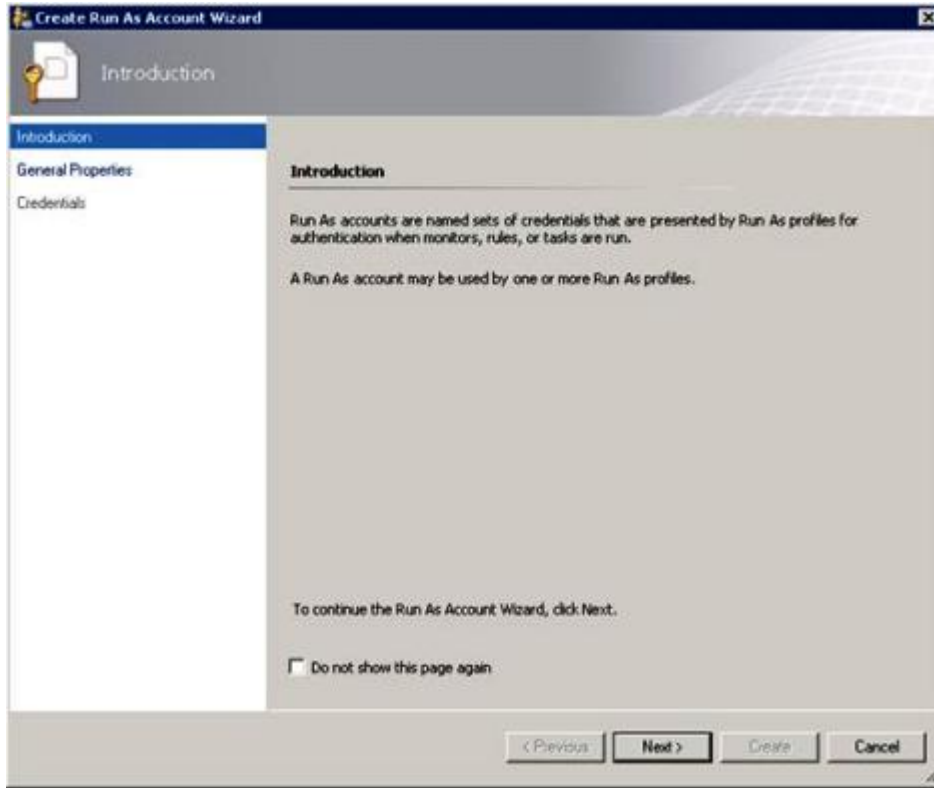 Create Run As Account Wizard
Introduction
Introduction
General Properties
Credentials
Introduction
Run As accounts are named sets of credentials that are presented by Run As profiles for
authentication when monitors, rules, or tasks are run.
A Run As account may be used by one or more Run As profiles.
To continue the Run As Account Wizard, click Next.
Do not show this page again
< Previous
Next >
Create
Cancel